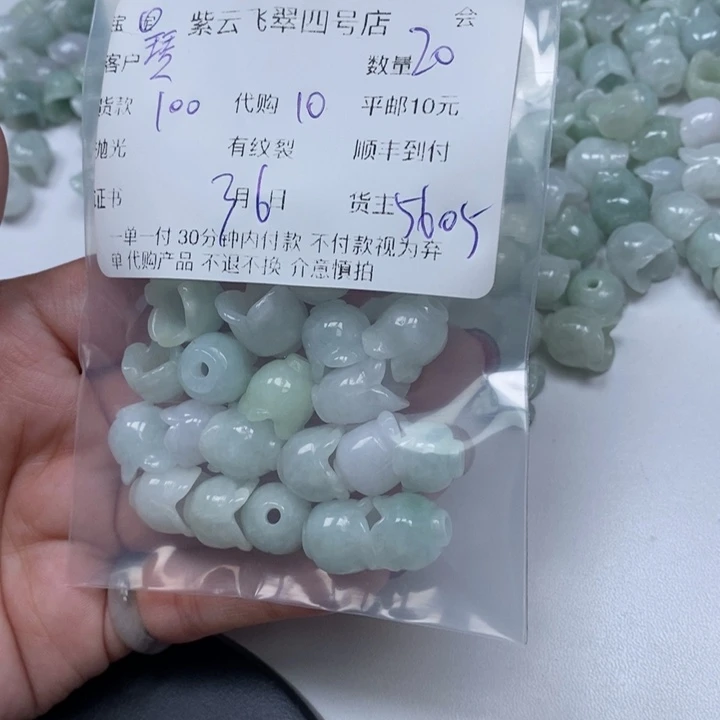 宝 紫云飞翠四号店 会
客户 数量20
货款 100 代购 10 平邮10元
抛光 有纹裂 顺丰到付
证书 3月6日 货主5605
一单一付 30分钟内付款 不付款视为弃
单代购产品 不退不换 介意慎拍